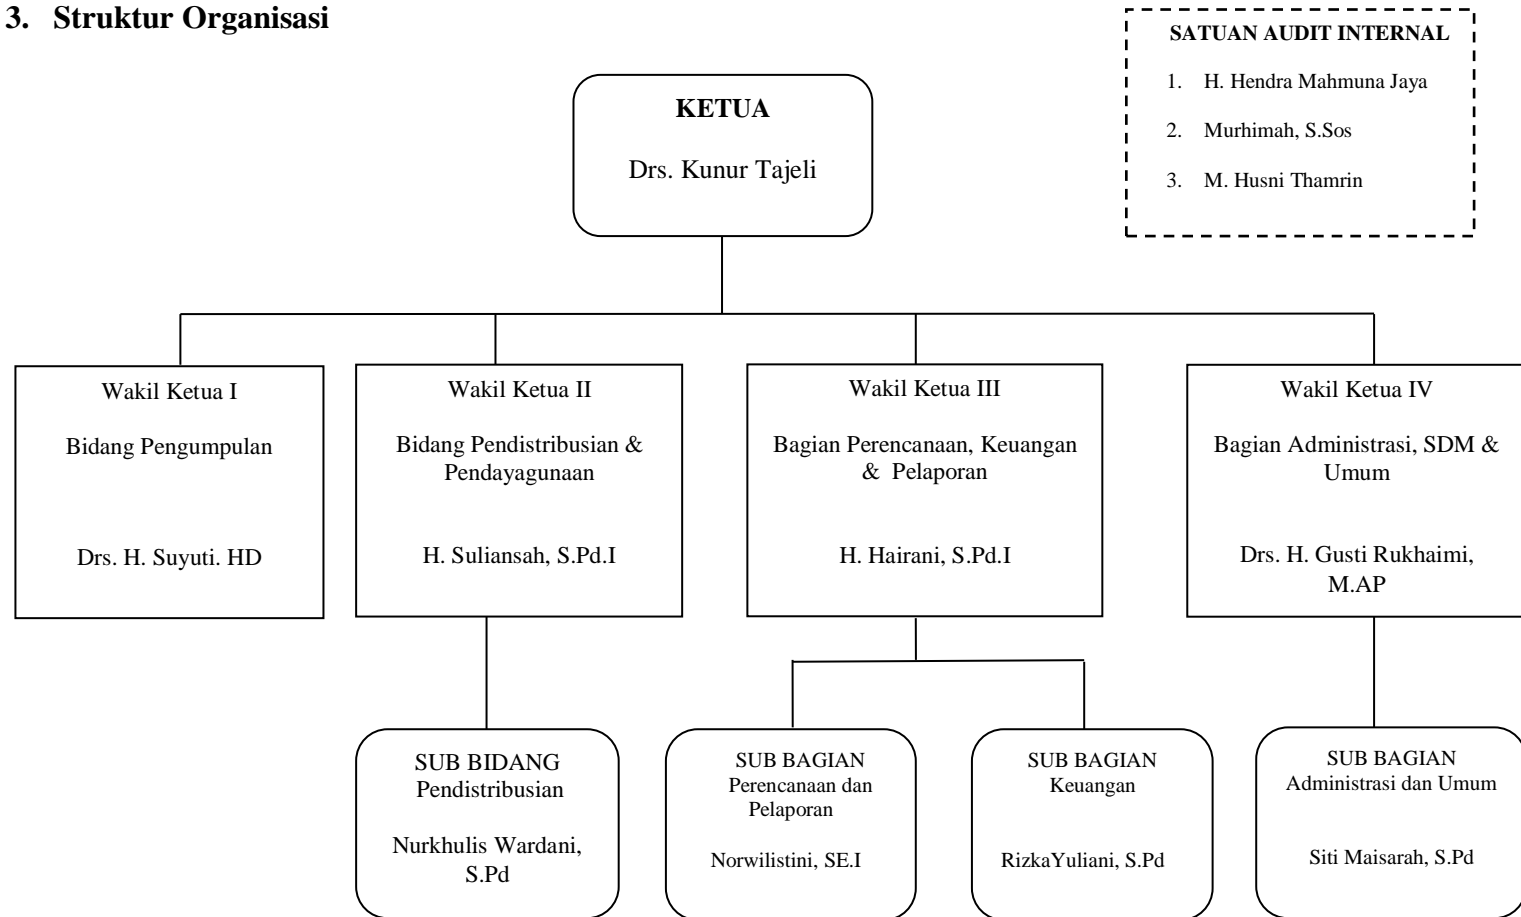 3. Struktur Organisasi
SATUAN AUDIT INTERNAL
1. H. Hendra Mahmuna Jaya
2. Murhimah, S.Sos
3. M. Husni Thamrin
KETUA
Drs. Kunur Tajeli
Wakil Ketua I
Bidang Pengumpulan
Drs. H. Suyuti. HD
Wakil Ketua II
Bidang Pendistribusian &
Pendayagunaan
H. Suliansah, S.Pd.I
Wakil Ketua III
Bagian Perencanaan, Keuangan
& Pelaporan
H. Hairani, S.Pd.I
Wakil Ketua IV
Bagian Administrasi, SDM &
Umum
Drs. H. Gusti Rukhaimi,
M.AP
SUB BIDANG
Pendistribusian
Nurkhulis Wardani,
S.Pd
SUB BAGIAN
Perencanaan dan
Pelaporan
Norwilistini, SE.I
SUB BAGIAN
Keuangan
RizkaYuliani, S.Pd
SUB BAGIAN
Administrasi dan Umum
Siti Maisarah, S.Pd